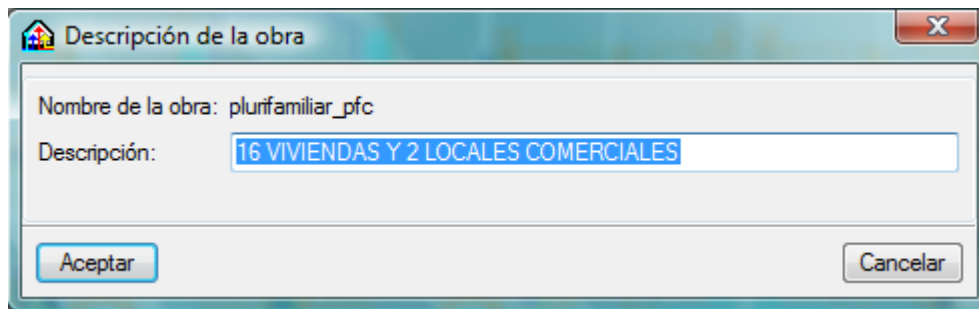 Descripción de la obra
Nombre de la obra: plurifamiliar_pfc
Descripción: 16 VIVIENDAS Y 2 LOCALES COMERCIALES
Aceptar Cancelar